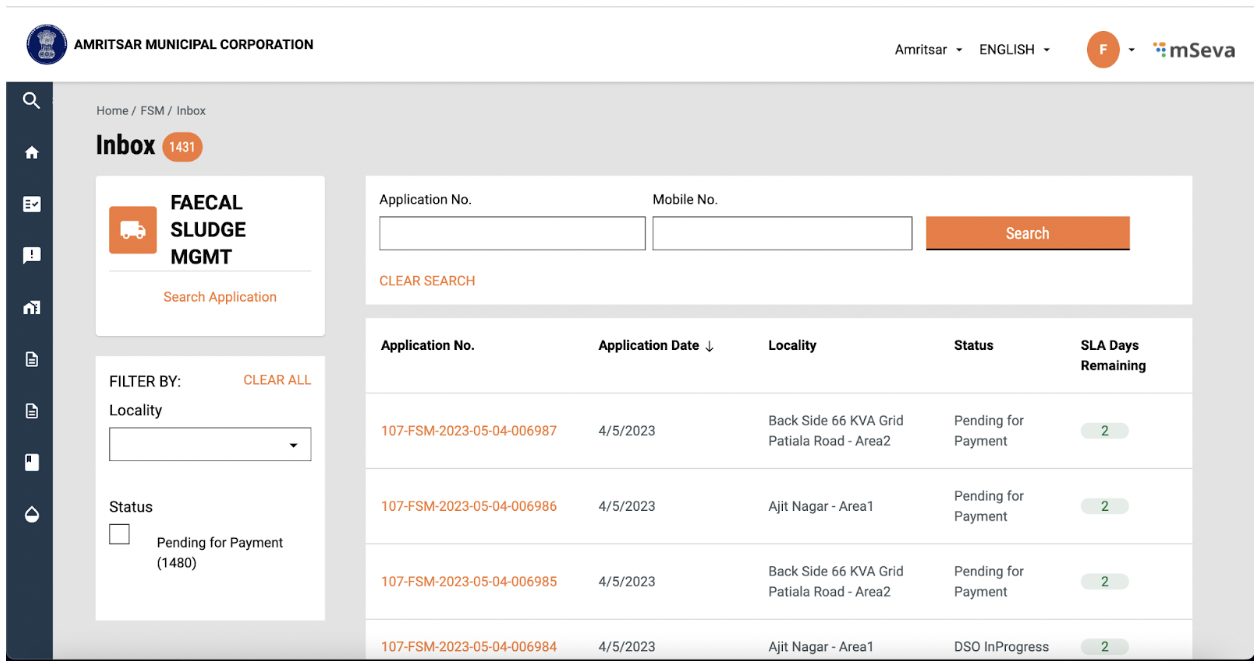 AMRITSAR MUNICIPAL CORPORATION
Amritsar
ENGLISH
F
mSeva
Home / FSM / Inbox
Inbox 1431
FAECAL
SLUDGE
MGMT
Search Application
FILTER BY:
CLEAR ALL
Locality
Status
Pending for Payment
(1480)
Application No.
Mobile No.
Search
CLEAR SEARCH
Application No.
Application Date ↓
Locality
Status
SLA Days
Remaining
107-FSM-2023-05-04-006987
4/5/2023
Back Side 66 KVA Grid
Patiala Road - Area2
Pending for
Payment
2
107-FSM-2023-05-04-006986
4/5/2023
Ajit Nagar - Area1
Pending for
Payment
2
107-FSM-2023-05-04-006985
4/5/2023
Back Side 66 KVA Grid
Patiala Road - Area2
Pending for
Payment
2
107-FSM-2023-05-04-006984
4/5/2023
Ajit Nagar - Area1
DSO InProgress
2